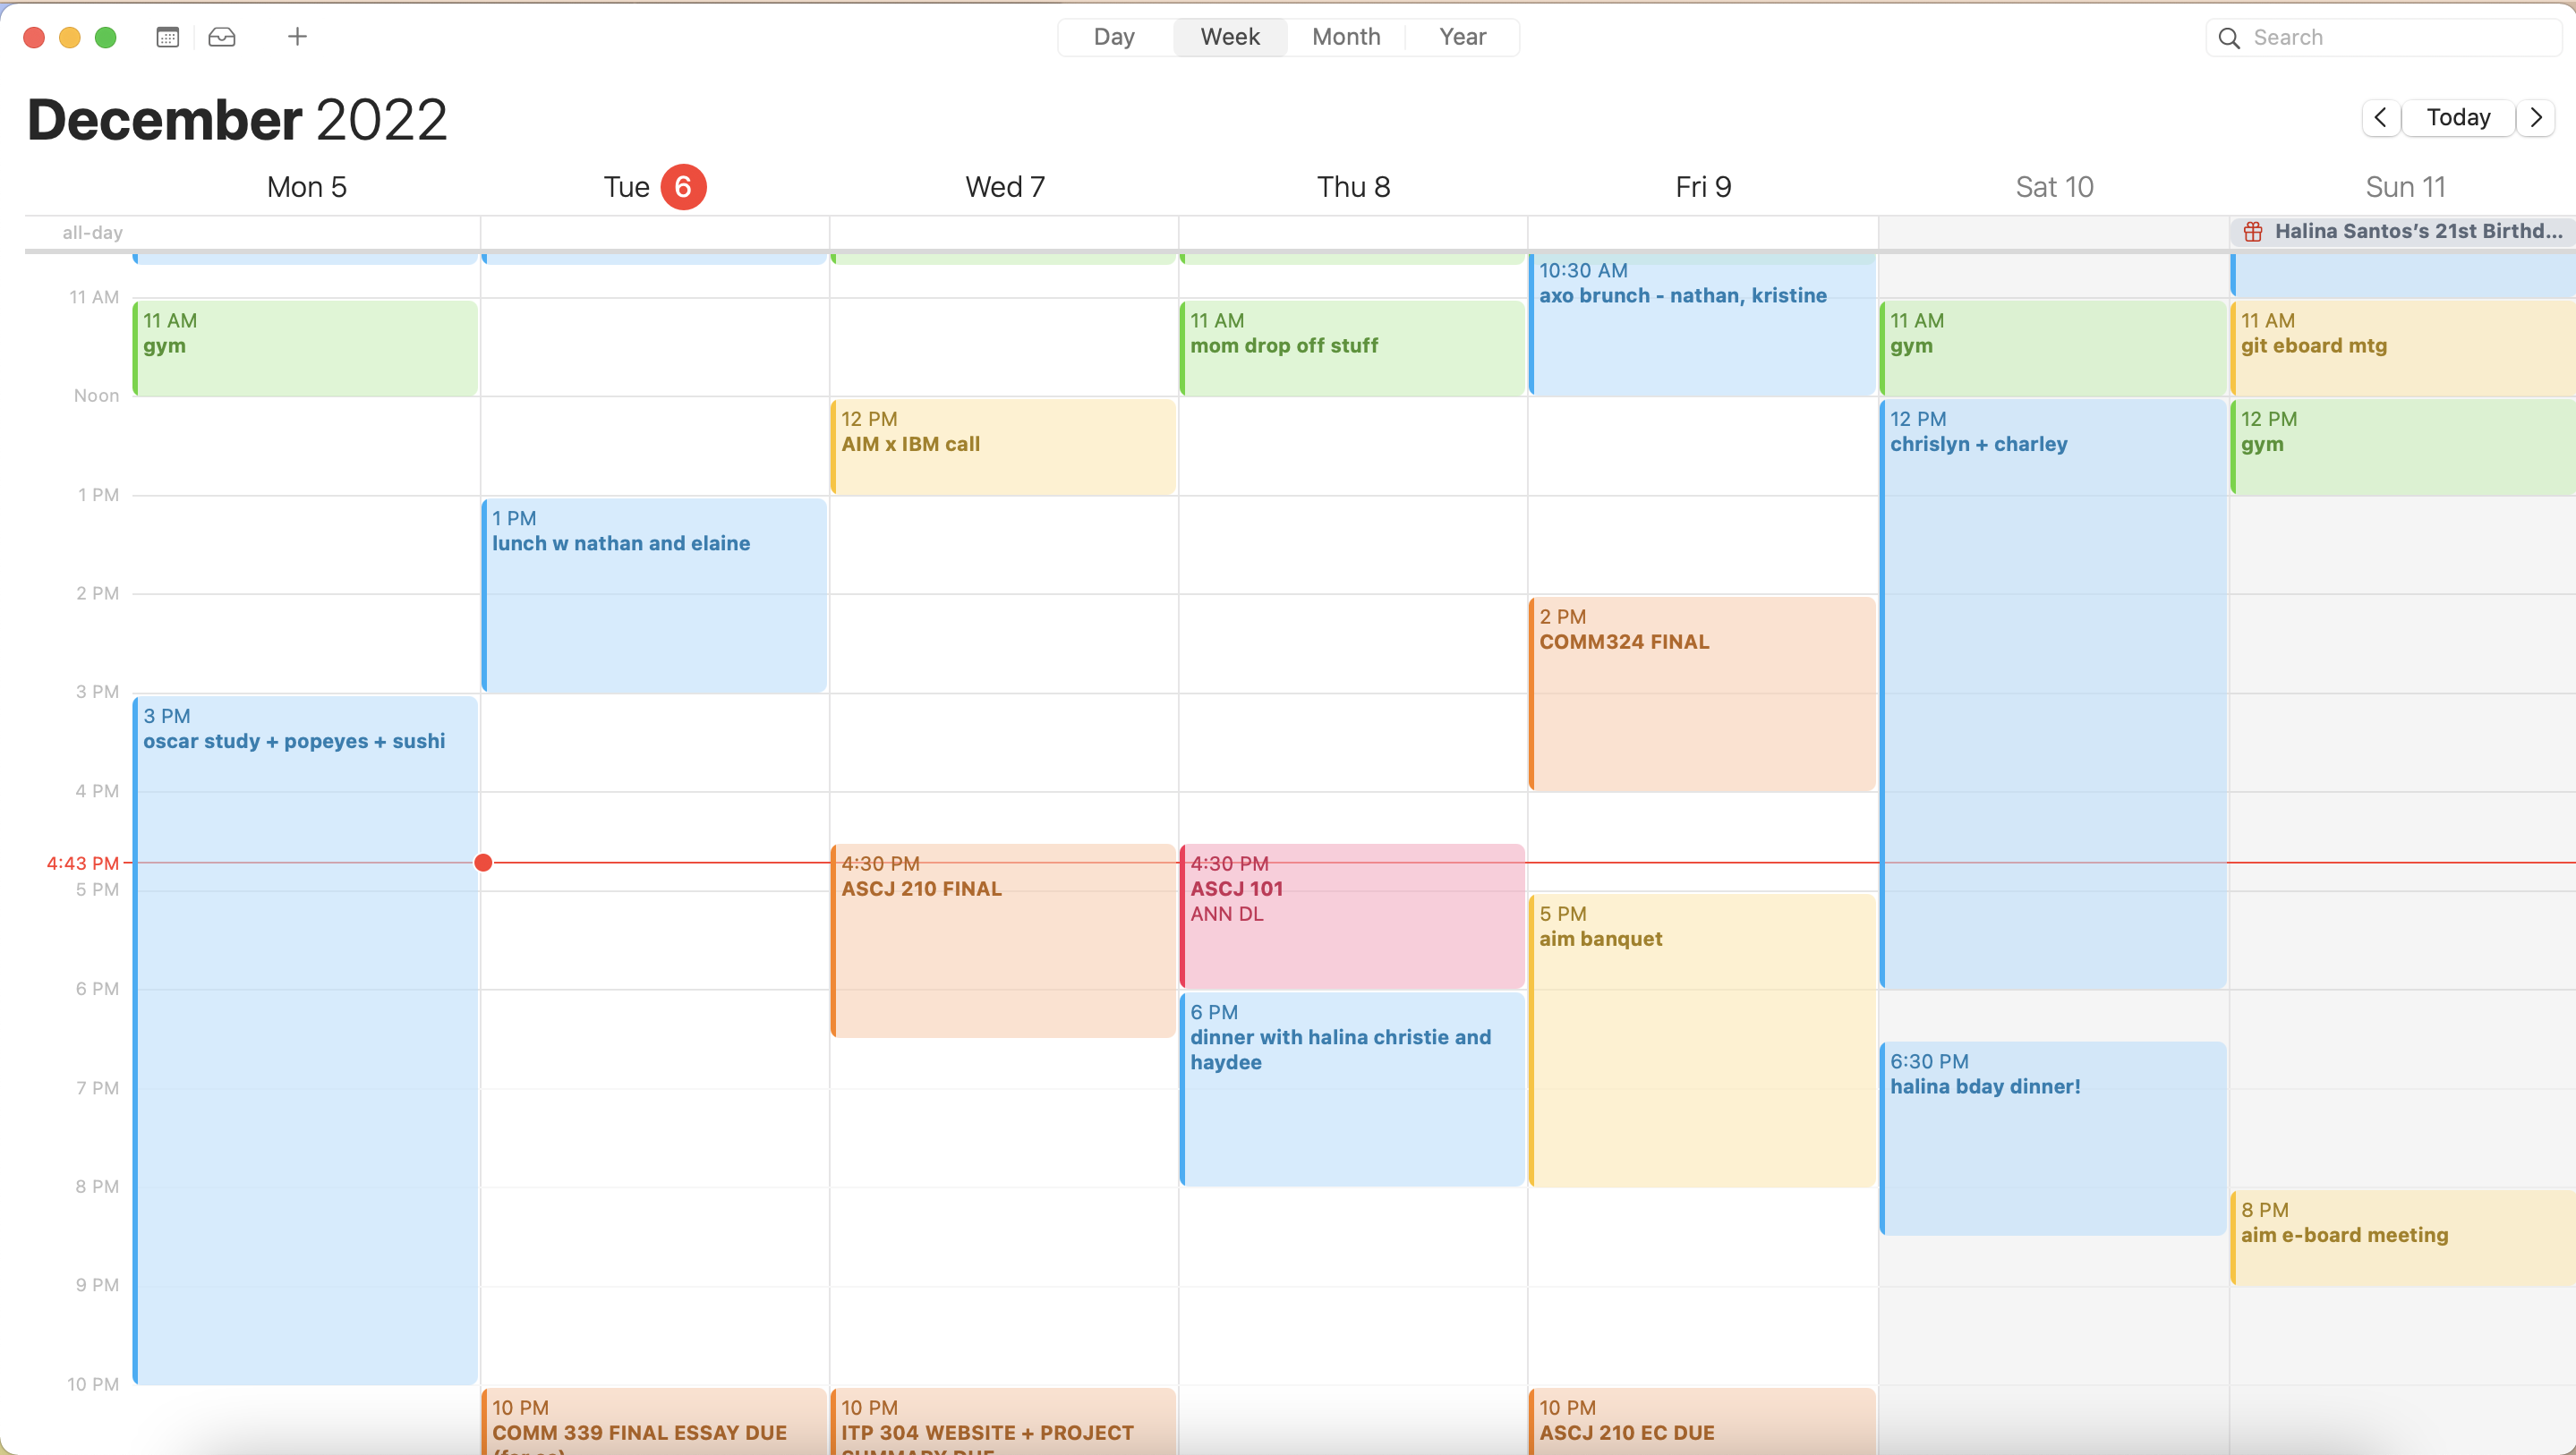 Day Week Month Year
Search
December 2022
Today
Mon 5 Tue 6 Wed 7 Thu 8 Fri 9 Sat 10 Sun 11
all-day
Halina Santos's 21st Birthd...
11 AM
Noon
1 PM
2 PM
3 PM
4 PM
4:43 PM
5 PM
6 PM
7 PM
8 PM
9 PM
10 PM
11 AM
gym
3 PM
oscar study + popeyes + sushi
1 PM
lunch w nathan and elaine
10 PM
COMM 339 FINAL ESSAY DUE
12 PM
AIM x IBM call
4:30 PM
ASCJ 210 FINAL
10 PM
ITP 304 WEBSITE + PROJECT
SUMMARY DUE
11 AM
mom drop off stuff
4:30 PM
ASCJ 101
ANN DL
6 PM
dinner with halina christie and
haydee
10:30 AM
axo brunch - nathan, kristine
2 PM
COMM324 FINAL
5 PM
aim banquet
10 PM
ASCJ 210 EC DUE
11 AM
gym
12 PM
chrislyn + charley
6:30 PM
halina bday dinner!
11 AM
git eboard mtg
12 PM
gym
8 PM
aim e-board meeting